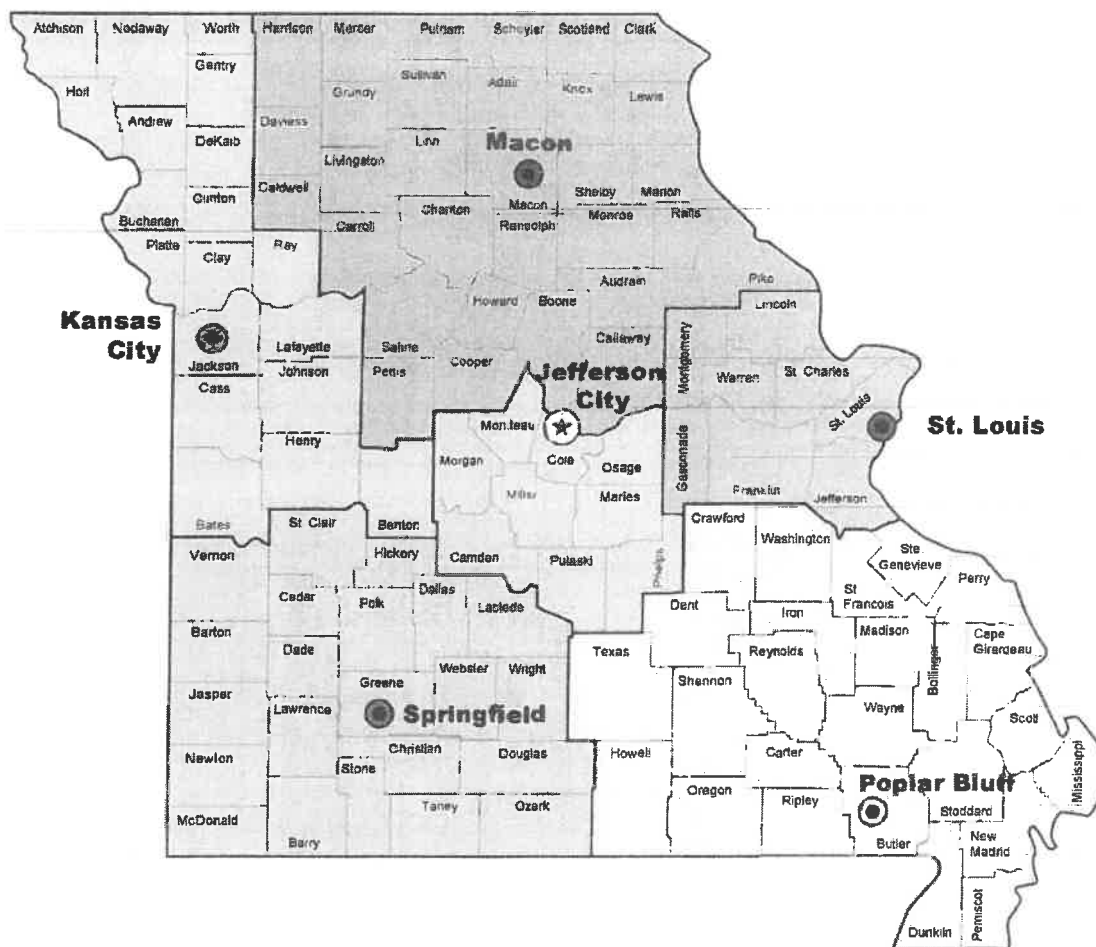 Atchison Nodaway Worth Harrison Mercer Putnam Schuyler Scotland Clark
Gentry
Sullivan
Adair
Knox
Holt
Grundy
Lewis
Andrew
Daviess
DeKalb
Linn
Macon
Livingston
Caldwell
Clinton
Chariton
Macon
Shelby
Marion
Buchanan
Carroll
Randolph
Monroe
Ralls
Platte
Clay
Ray
Audrain
Pike
Howard
Boone
Lincoln
Kansas
City
Jackson
Lafayette
Saline
Callaway
Montgomery
Cass
Johnson
Pettis
Cooper
Jefferson
City
Warren
St. Charles
St. Louis
St. Louis
Henry
Moniteau
Morgan
Cole
Osage
Gasconade
Miller
Maries
Franklin
Jefferson
Bates
St Clair
Benton
Crawford
Washington
Vernon
Hickory
Camden
Pulaski
Phelps
Ste.
Genevieve
Perry
Cedar
Polk
Dallas
Laclede
Dent
Iron
St
Francois
Barton
Dade
Texas
Reynolds
Madison
Cape
Girardeau
Bollinger
Webster
Wright
Jasper
Greene
Shannon
Lawrence
Springfield
Wayne
Scott
Newton
Christian
Douglas
Howell
Carter
Mississippi
Stone
Poplar Bluff
McDonald
Taney
Ozark
Oregon
Ripley
Stoddard
Barry
Butler
New
Madrid
Dunklin
Pemiscot